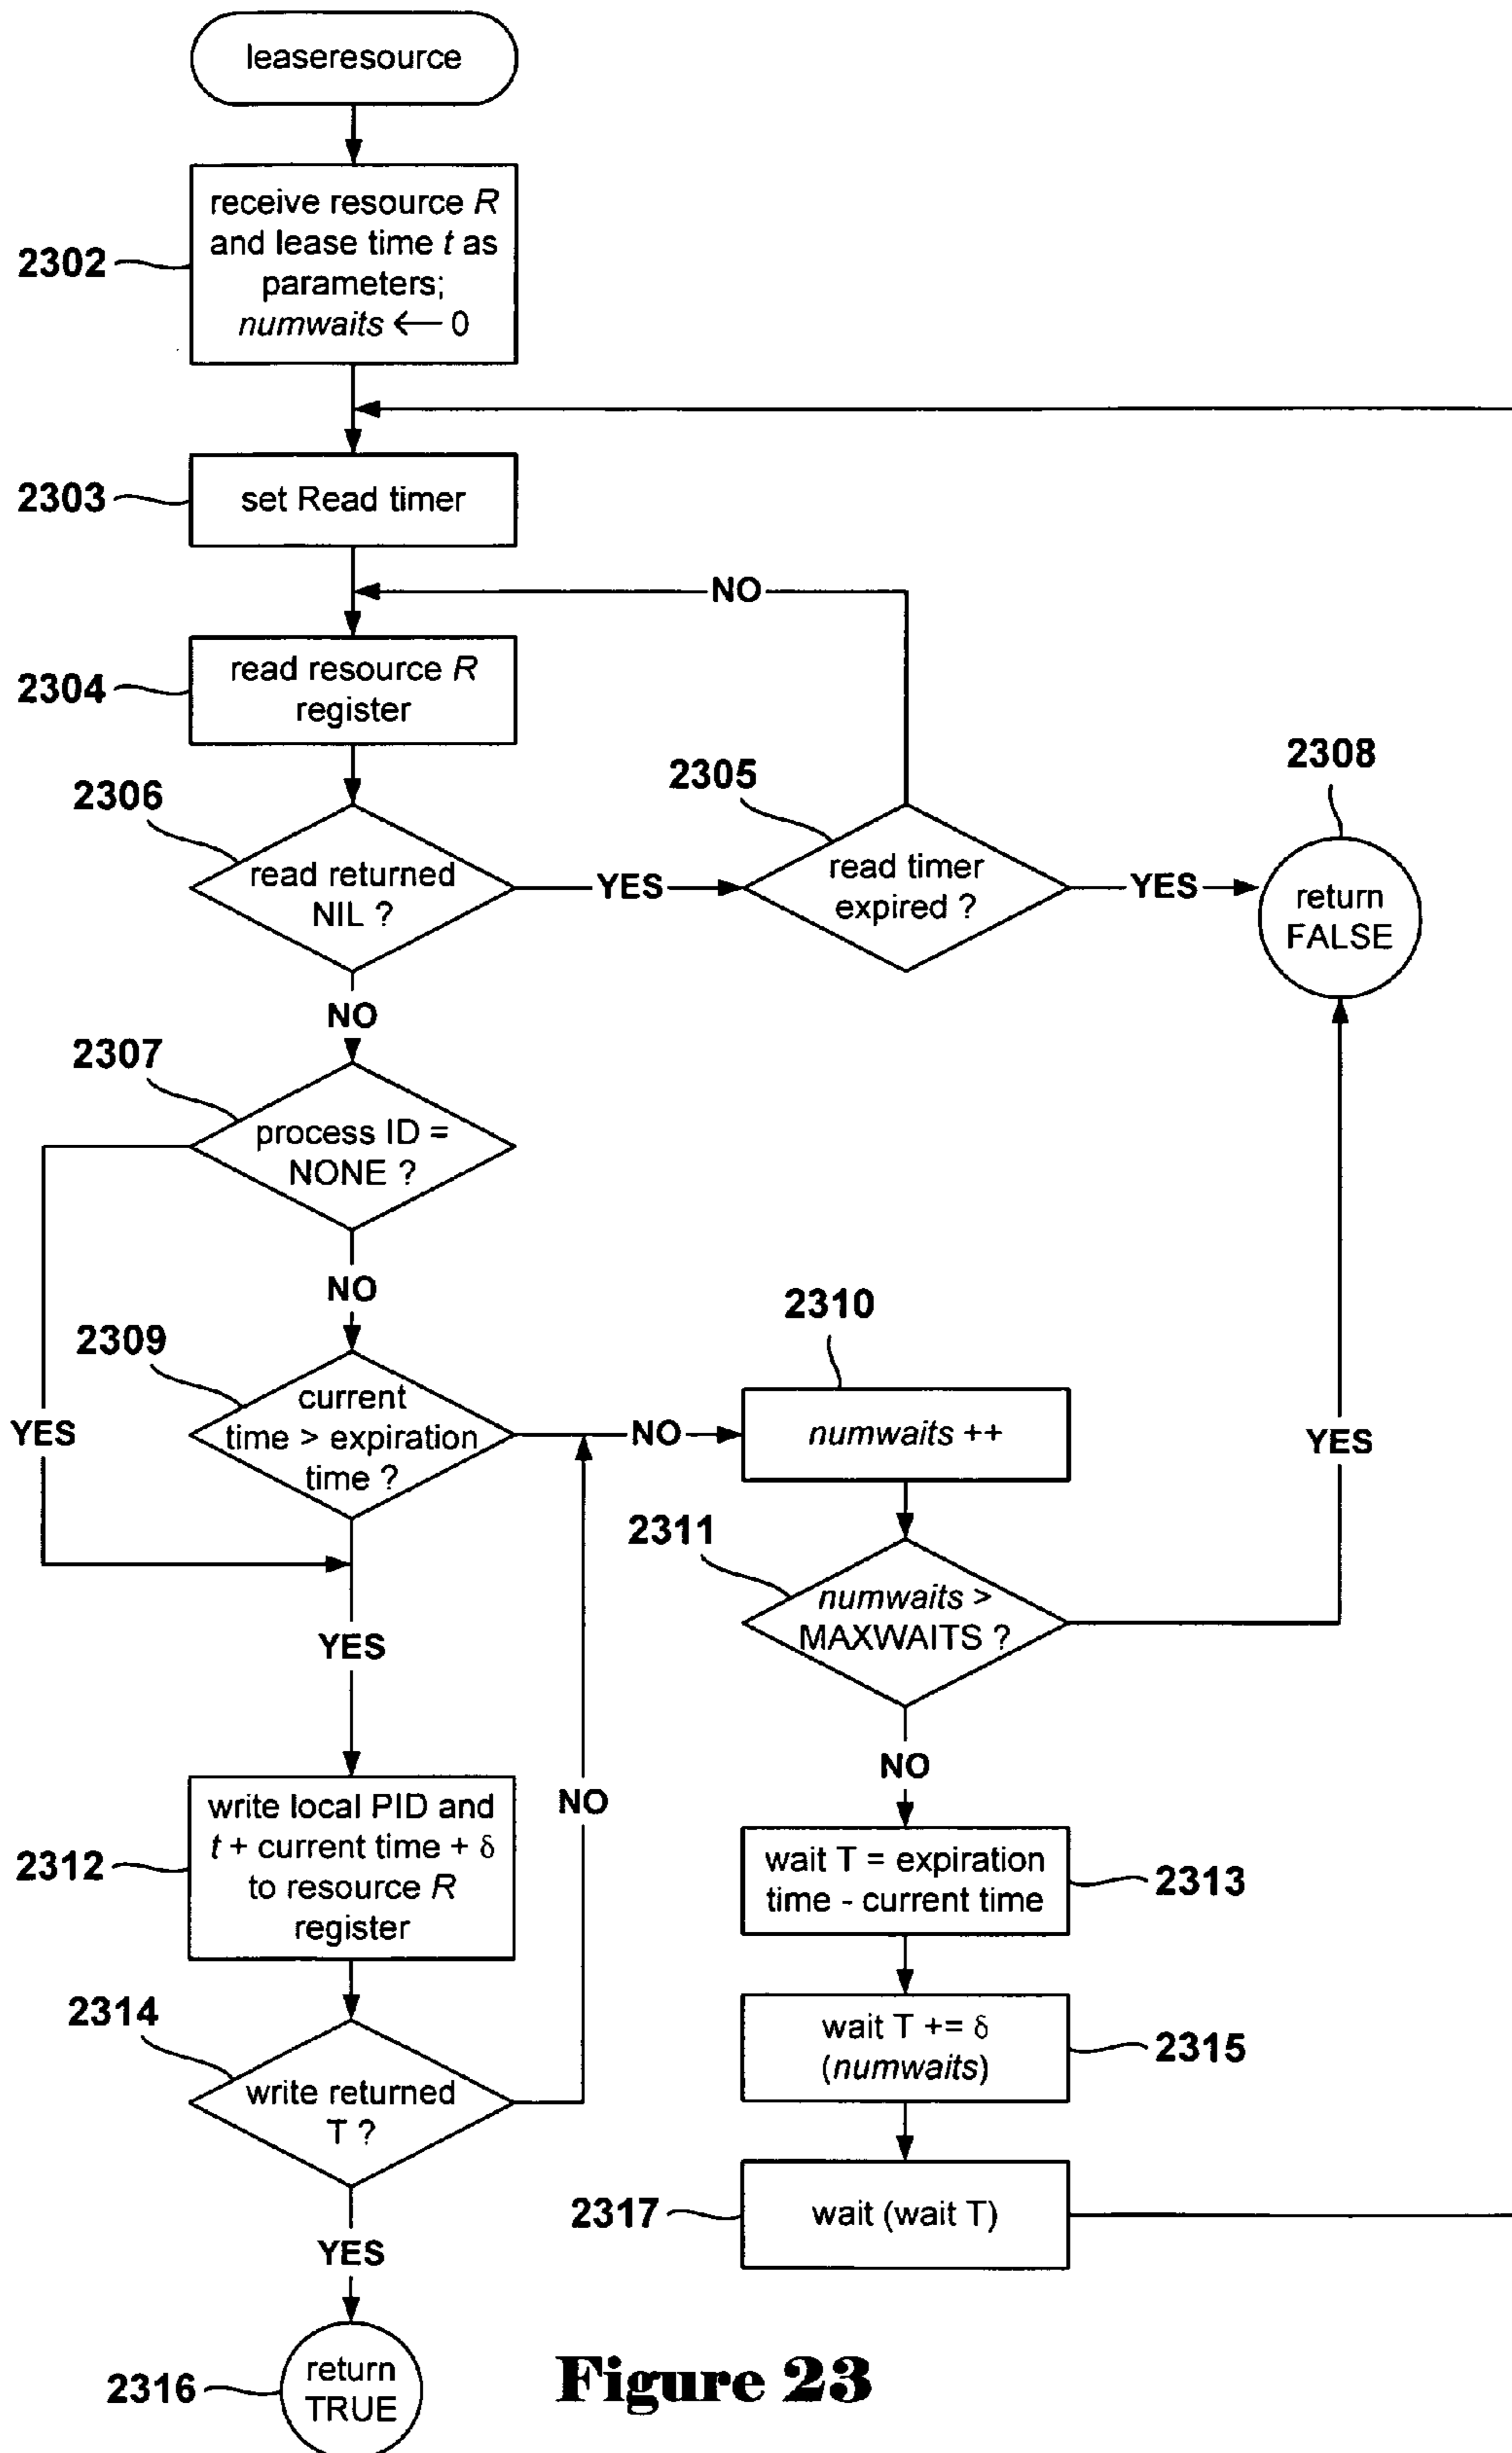 leaseresource
receive resource R
and lease time t as
parameters;
numwaits ← 0
2302
set Read timer
2303
NO
read resource R
register
2304
2306
read returned
NIL ?
YES
2305
read timer
expired ?
YES
2308
return
FALSE
NO
2307
process ID =
NONE ?
YES
NO
2309
current
time > expiration
time ?
NO
2310
numwaits ++
2311
numwaits >
MAXWAITS ?
YES
YES
NO
write local PID and
t + current time + δ
to resource R
register
2312
NO
wait T = expiration
time - current time
2313
2314
write returned
T ?
wait T += δ
(numwaits)
2315
YES
2317
wait (wait T)
2316
return
TRUE
Figure 23